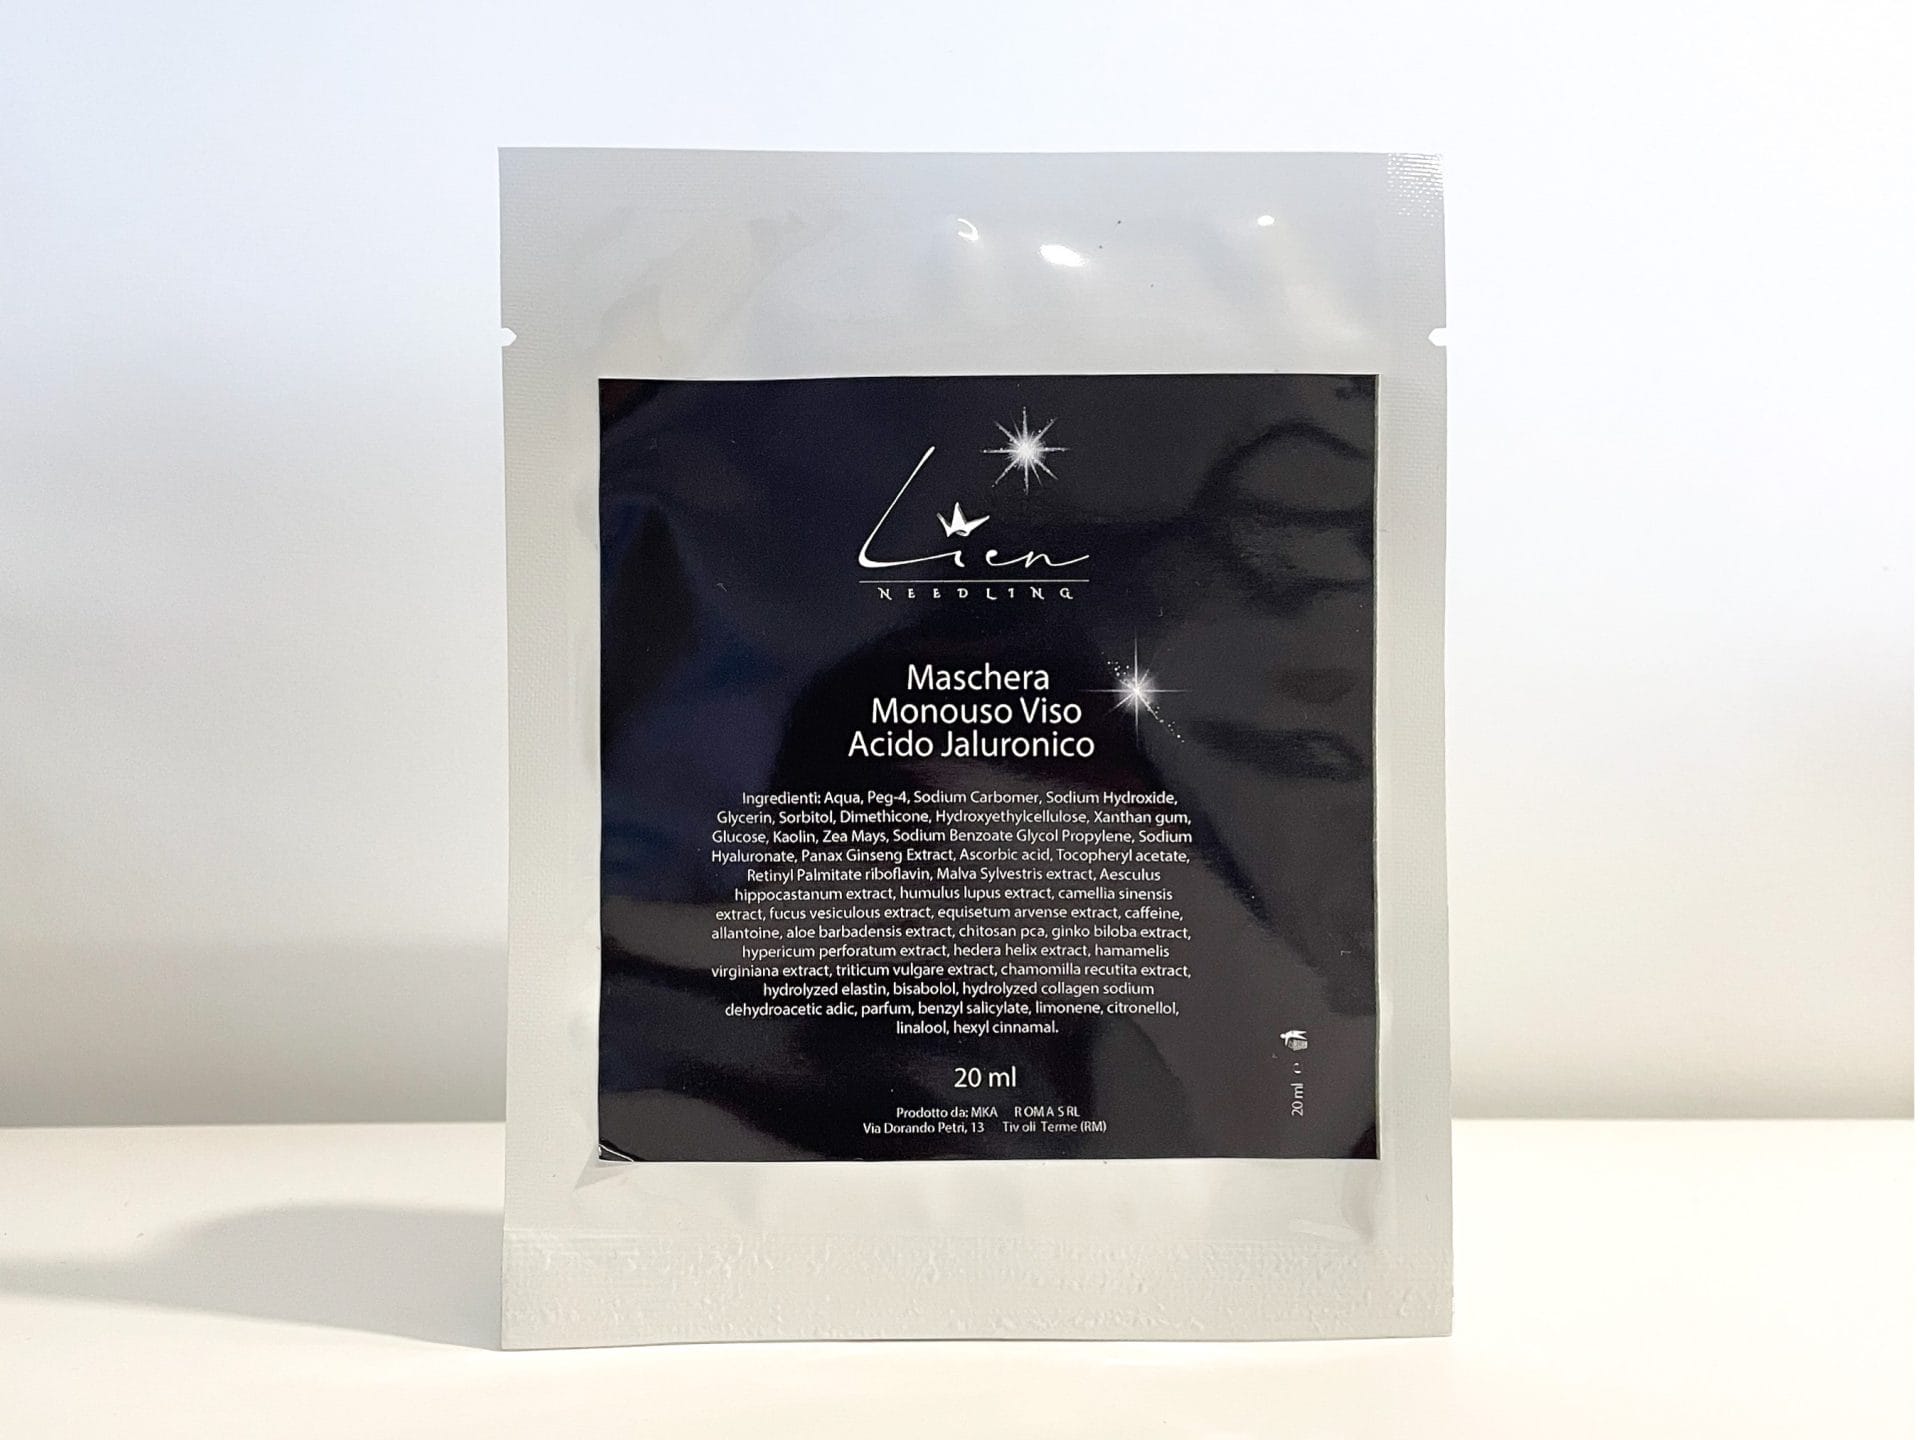 Lien
NEEDLING
Maschera
Monouso Viso
Acido Jaluronico
Ingredienti: Aqua, Peg-4, Sodium Carbomer, Sodium Hydroxide,
Glycerin, Sorbitol, Dimethicone, Hydroxyethylcellulose, Xanthan gum,
Glucose, Kaolin, Zea Mays, Sodium Benzoate Glycol Propylene, Sodium
Hyaluronate, Panax Ginseng Extract, Ascorbic acid, Tocopheryl acetate,
Retinyl Palmitate riboflavin, Malva Sylvestris extract, Aesculus
hippocastanum extract, humulus lupus extract, camellia sinensis
extract, fucus vesiculous extract, equisetum arvense extract, caffeine,
allantoine, aloe barbadensis extract, chitosan pca, ginko biloba extract,
hypericum perforatum extract, hedera helix extract, hamamelis
virginiana extract, triticum vulgare extract, chamomilla recutita extract,
hydrolyzed elastin, bisabolol, hydrolyzed collagen sodium
dehydroacetic adic, parfum, benzyl salicylate, limonene, citronellol,
linalool, hexyl cinnamal.
20 ml
Prodotto da: MKA ROMA SRL
Via Dorando Petri, 13 Tivoli Terme (RM)
20 ml